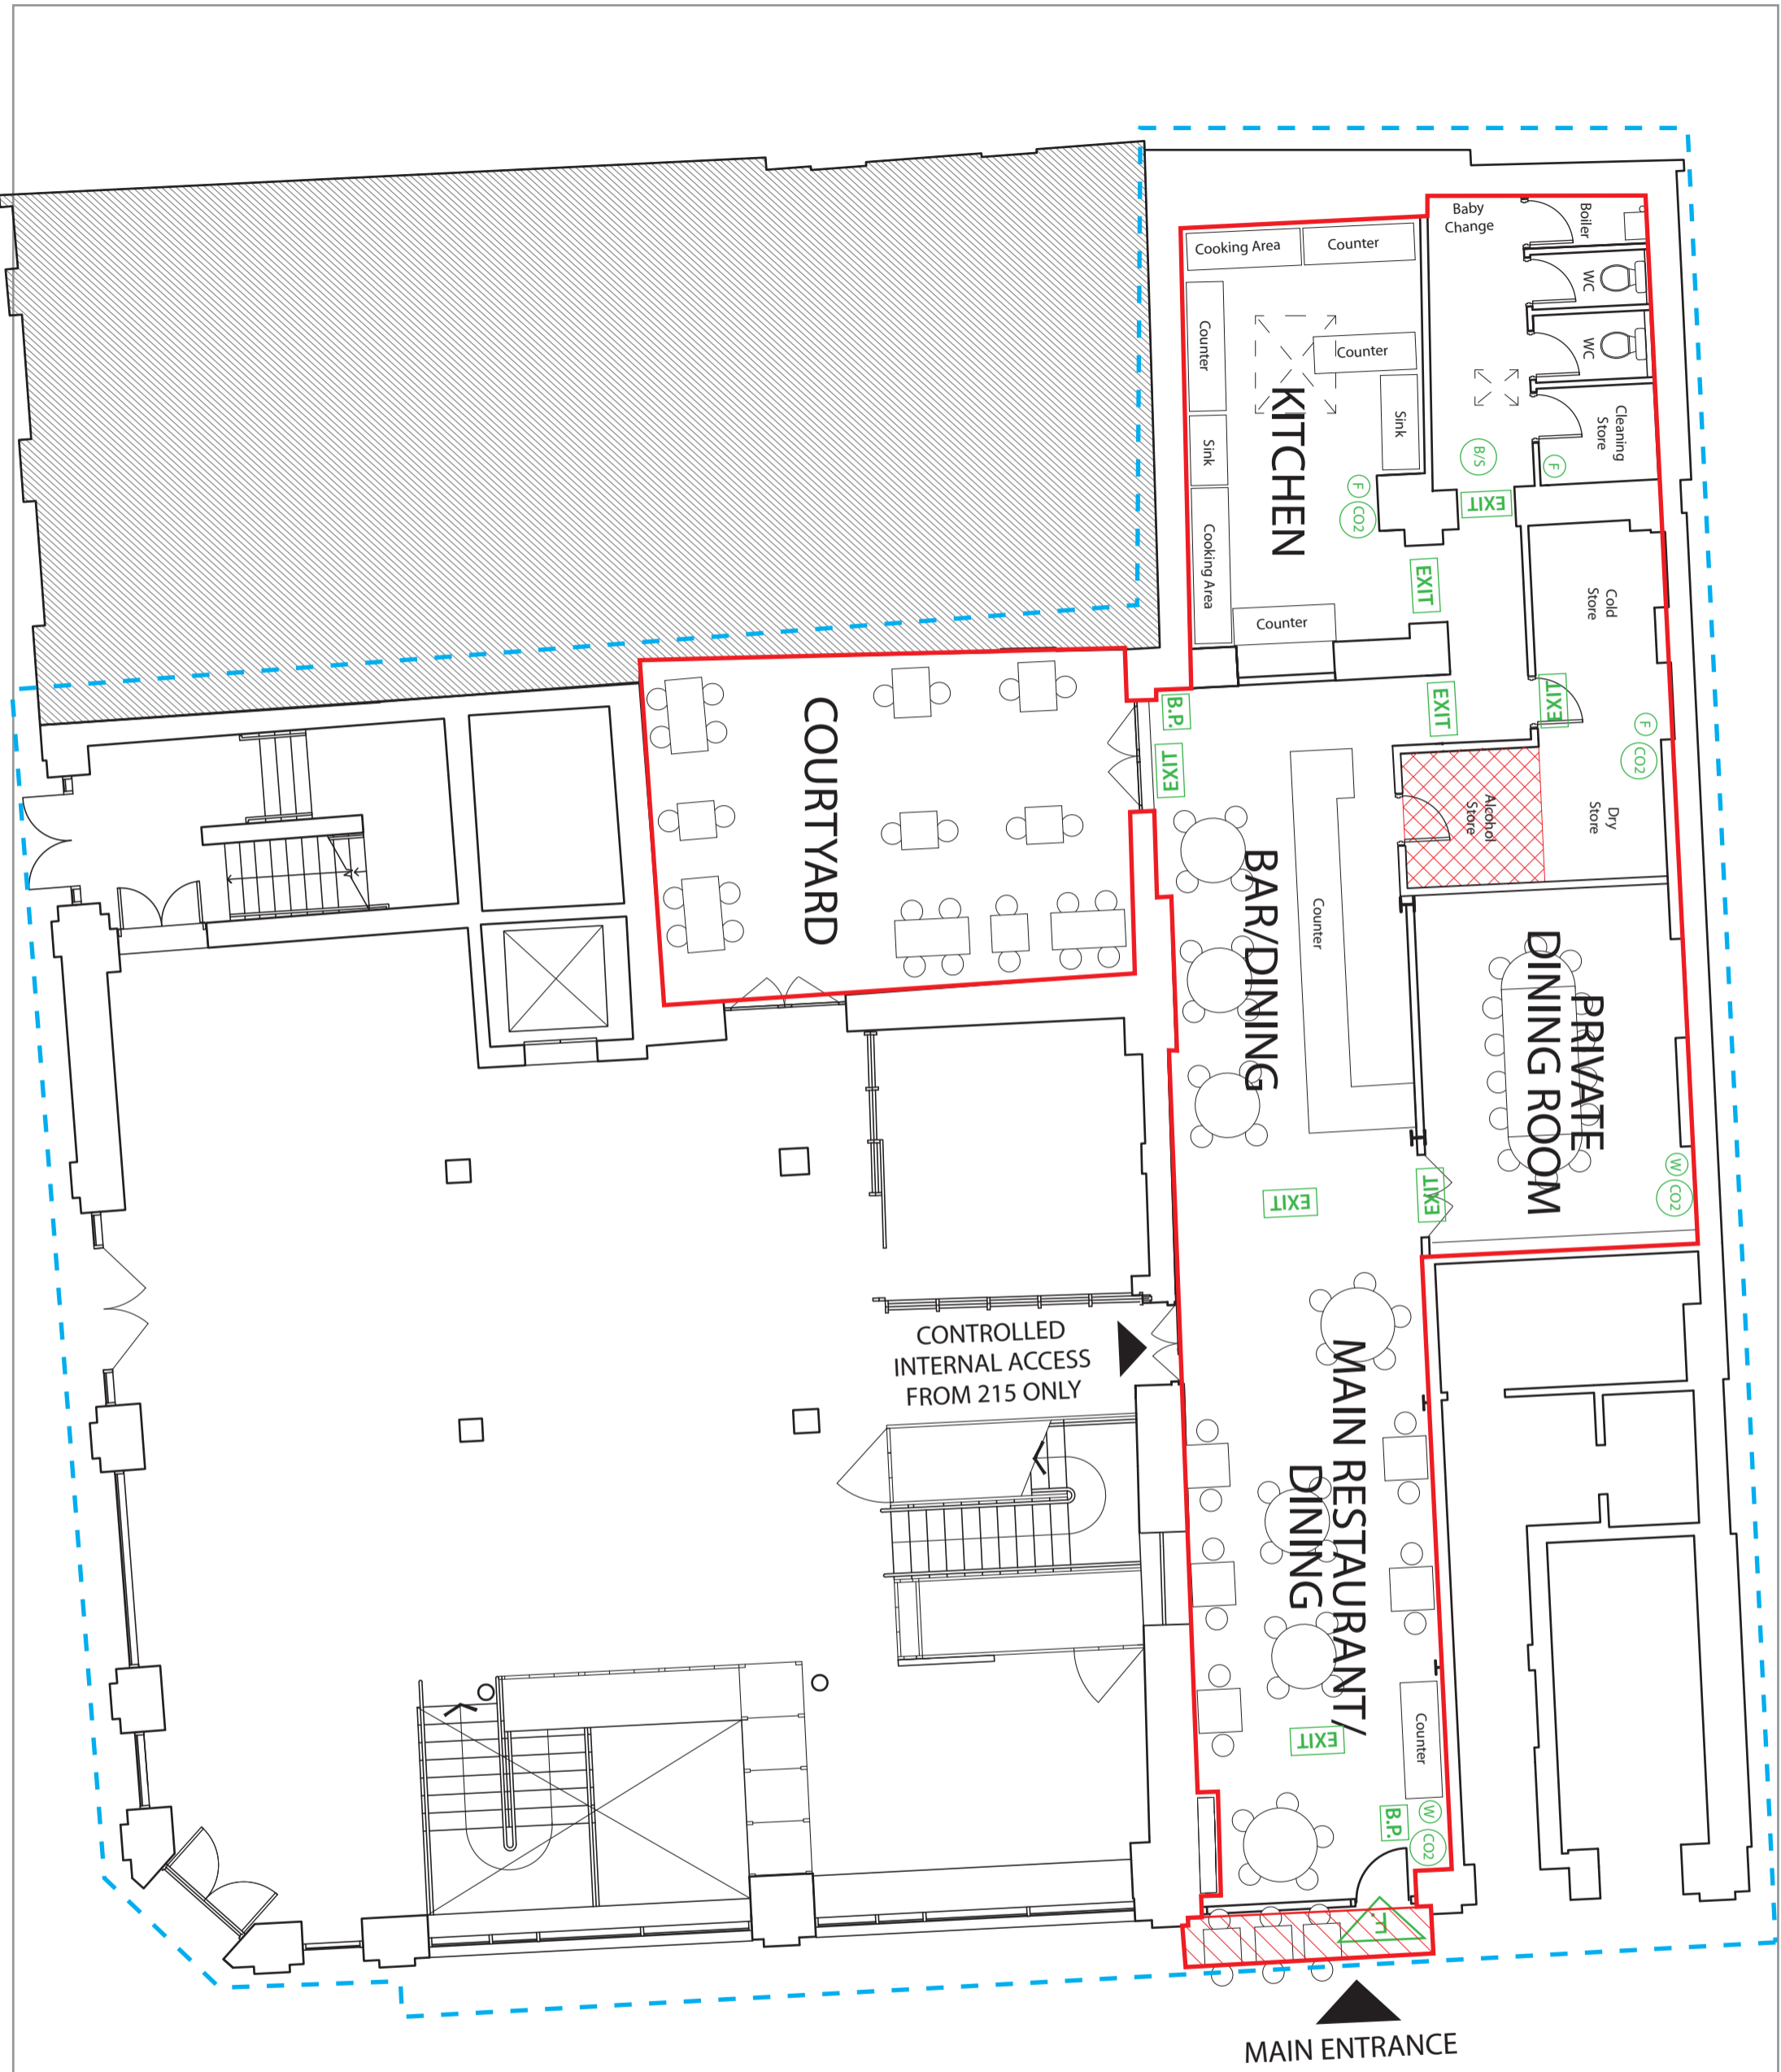 Baby
Change
Boiler
Cooking Area
Counter
WC
Counter
Counter
WC
KITCHEN
Sink
Sink
Cleaning
Store
B/S
F
F
CO2
EXIT
Cooking Area
EXIT
Cold
Store
Counter
COURTYARD
B.P.
EXIT
EXIT
EXIT
F
CO2
Alcohol
Store
Dry
Store
BAR/DINING
Counter
PRIVATE
DINING ROOM
W
CO2
EXIT
EXIT
CONTROLLED
INTERNAL ACCESS
FROM 215 ONLY
MAIN RESTAURANT/
DINING
EXIT
Counter
B.P.
W
CO2
H
MAIN ENTRANCE